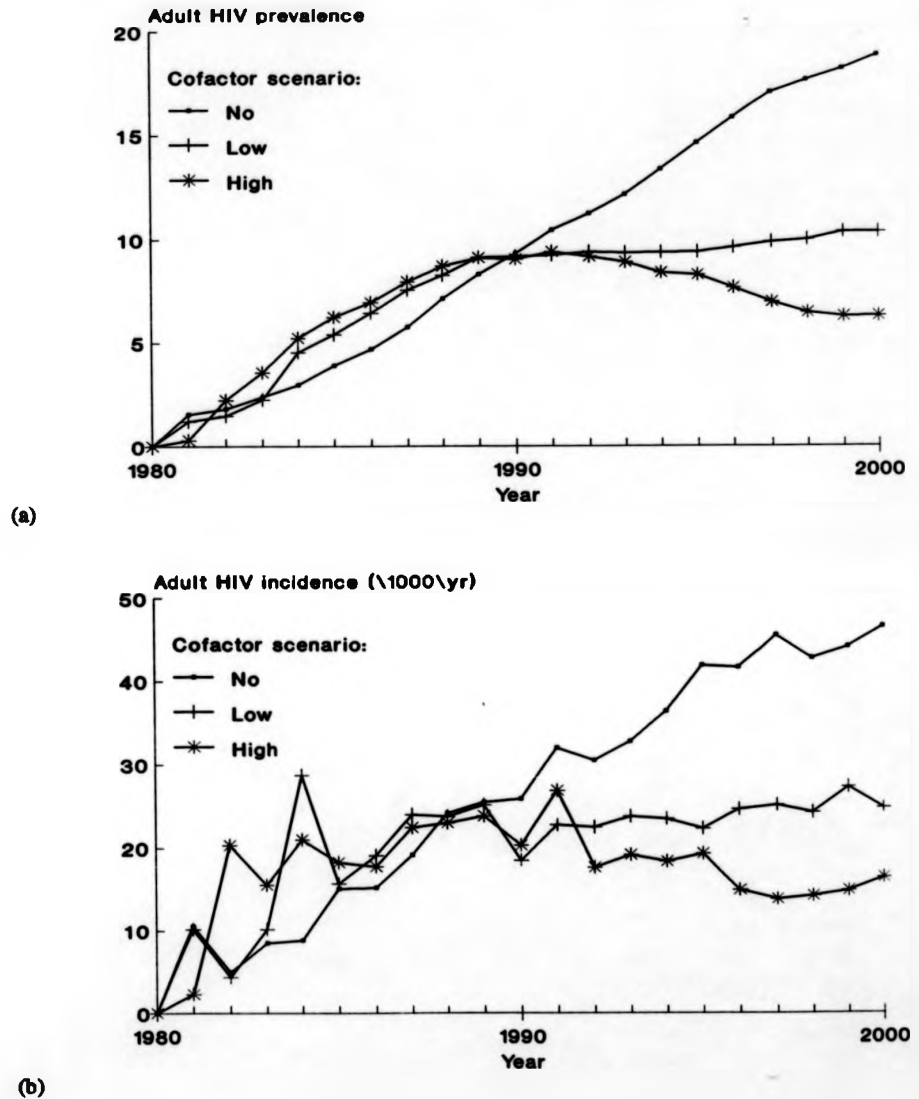 Adult HIV prevalence
20
Cofactor scenario:
No
Low
High
15
10
5
0
1980
1990
2000
Year
(a)
Adult HIV incidence (\1000\yr)
50
Cofactor scenario:
No
Low
High
40
30
20
10
0
1980
1990
2000
Year
(b)